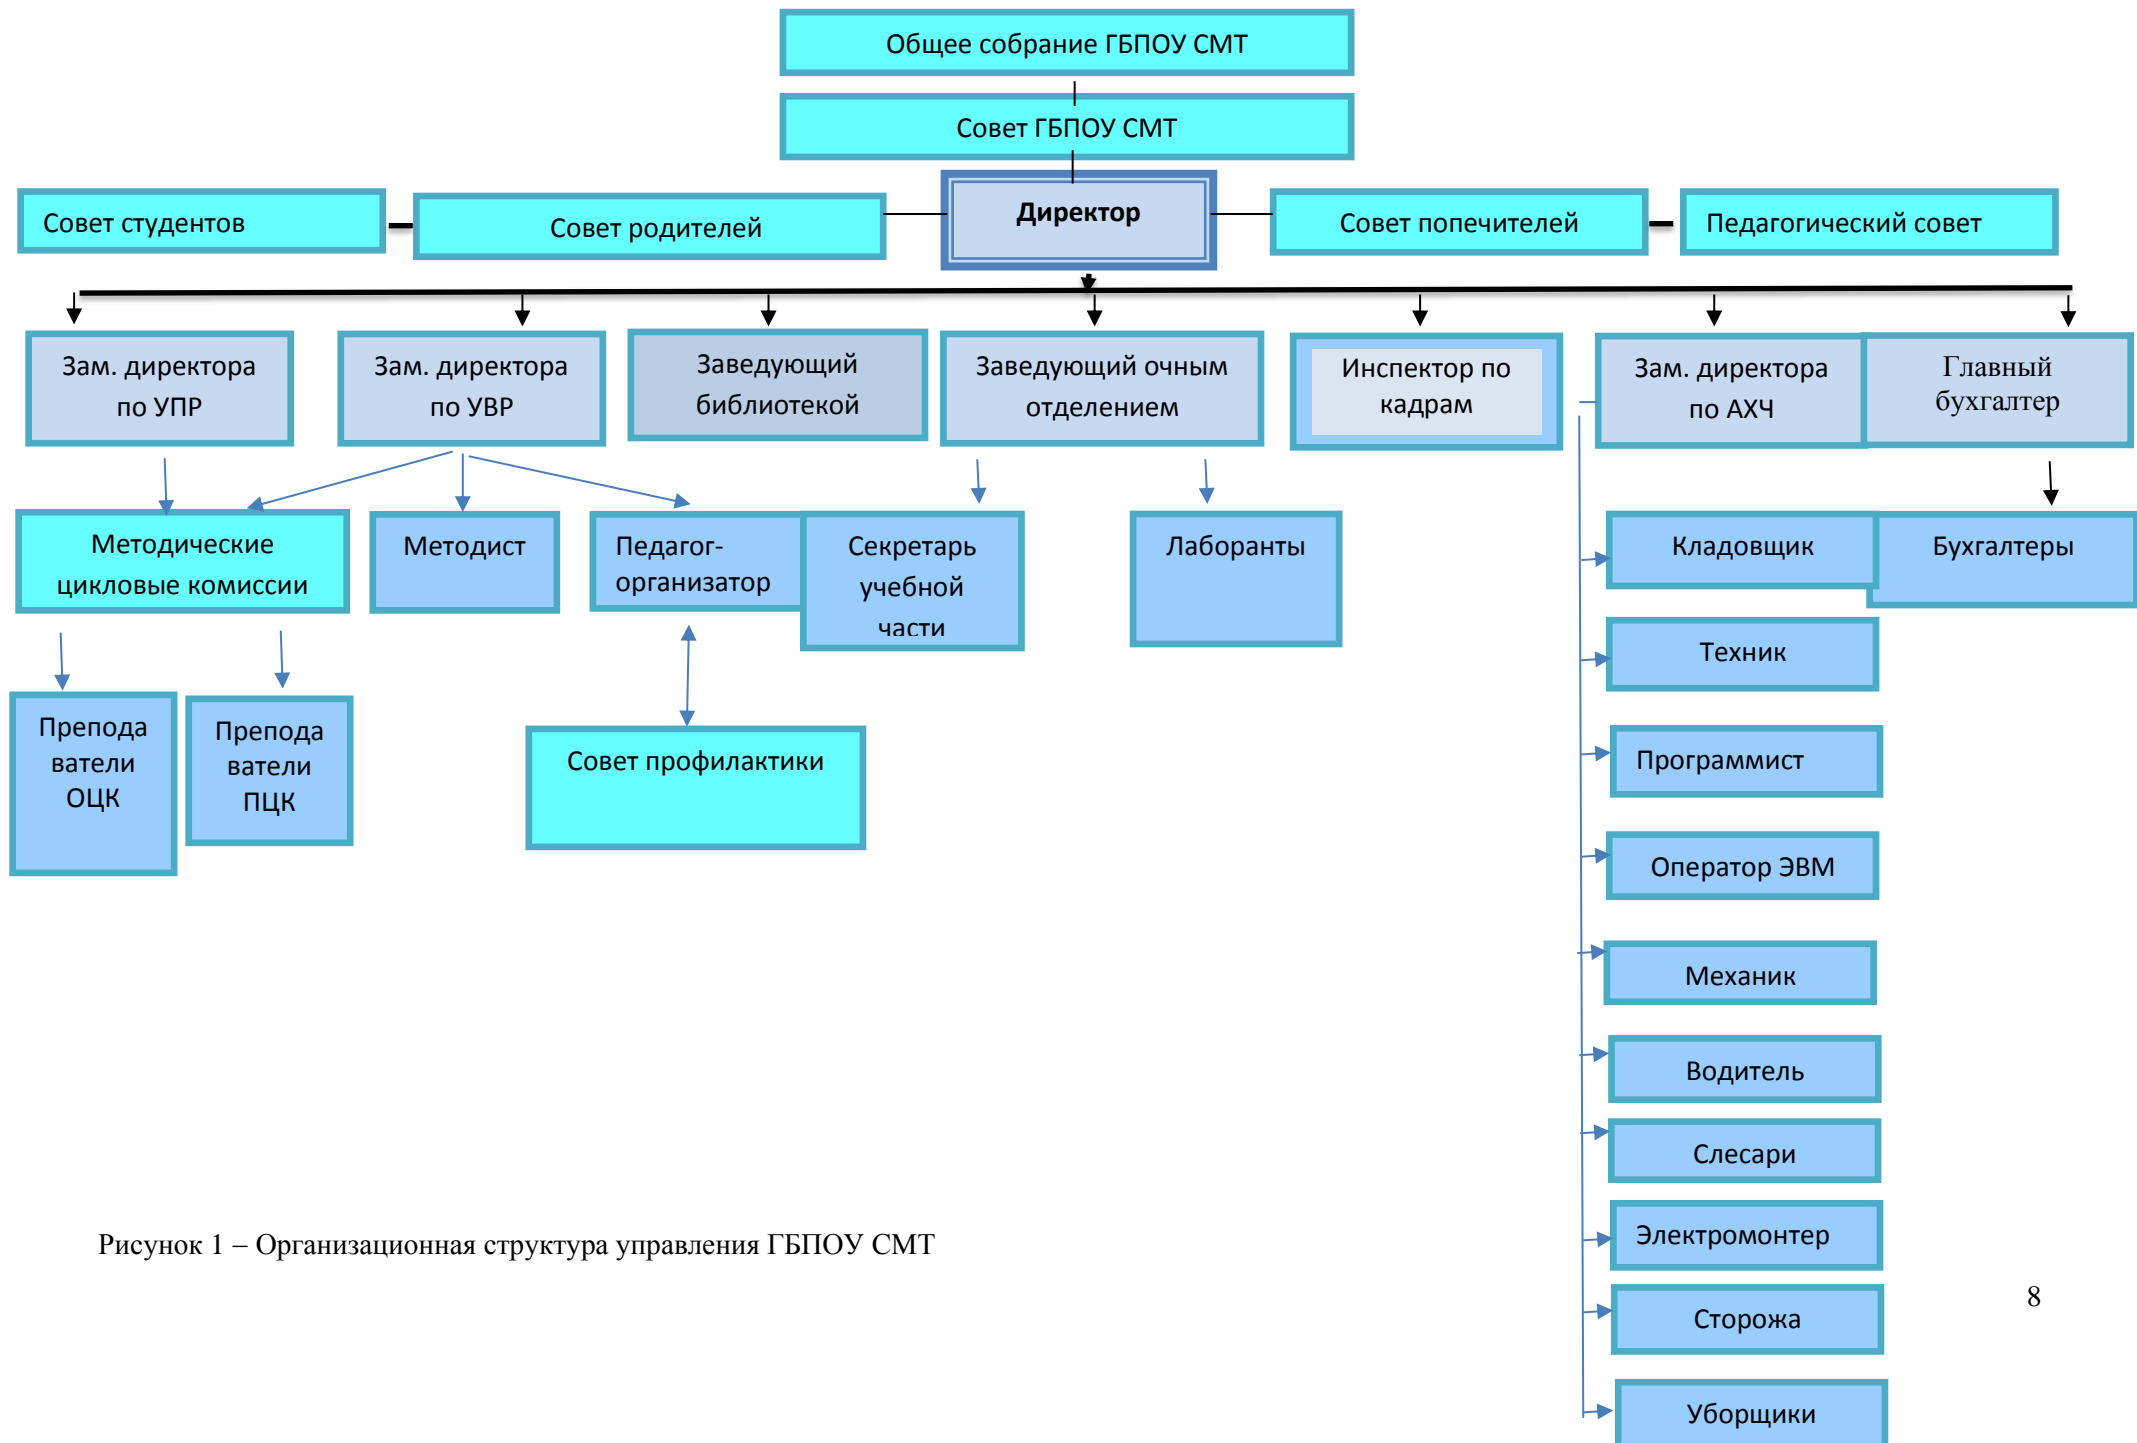 Общее собрание ГБПОУ СМТ
Совет ГБПОУ СМТ
Совет студентов
Совет родителей
Директор
Совет попечителей
Педагогический совет
Зам. директора
по УПР
Зам. директора
по УВР
Заведующий
библиотекой
Заведующий очным
отделением
Инспектор по
кадрам
Зам. директора
по АХЧ
Главный
бухгалтер
Методические
цикловые комиссии
Методист
Педагог-
организатор
Секретарь
учебной
части
Лаборанты
Кладовщик
Бухгалтеры
Техник
Препода
ватели
ОЦК
Препода
ватели
ПЦК
Совет профилактики
Программист
Оператор ЭВМ
Механик
Водитель
Слесари
Электромонтер
Сторожа
Уборщики
Рисунок 1 – Организационная структура управления ГБПОУ СМТ
8